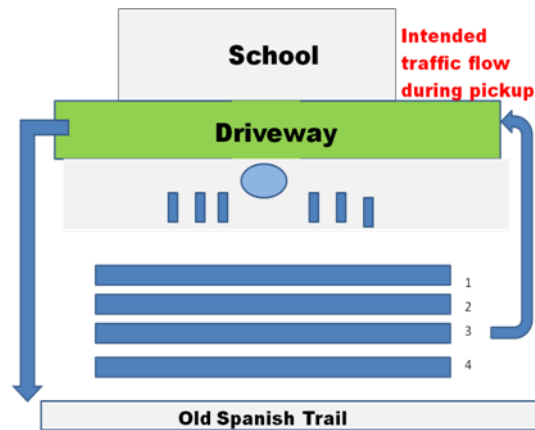 School
Intended
traffic flow
during pickup
Driveway
1
2
3
4
Old Spanish Trail